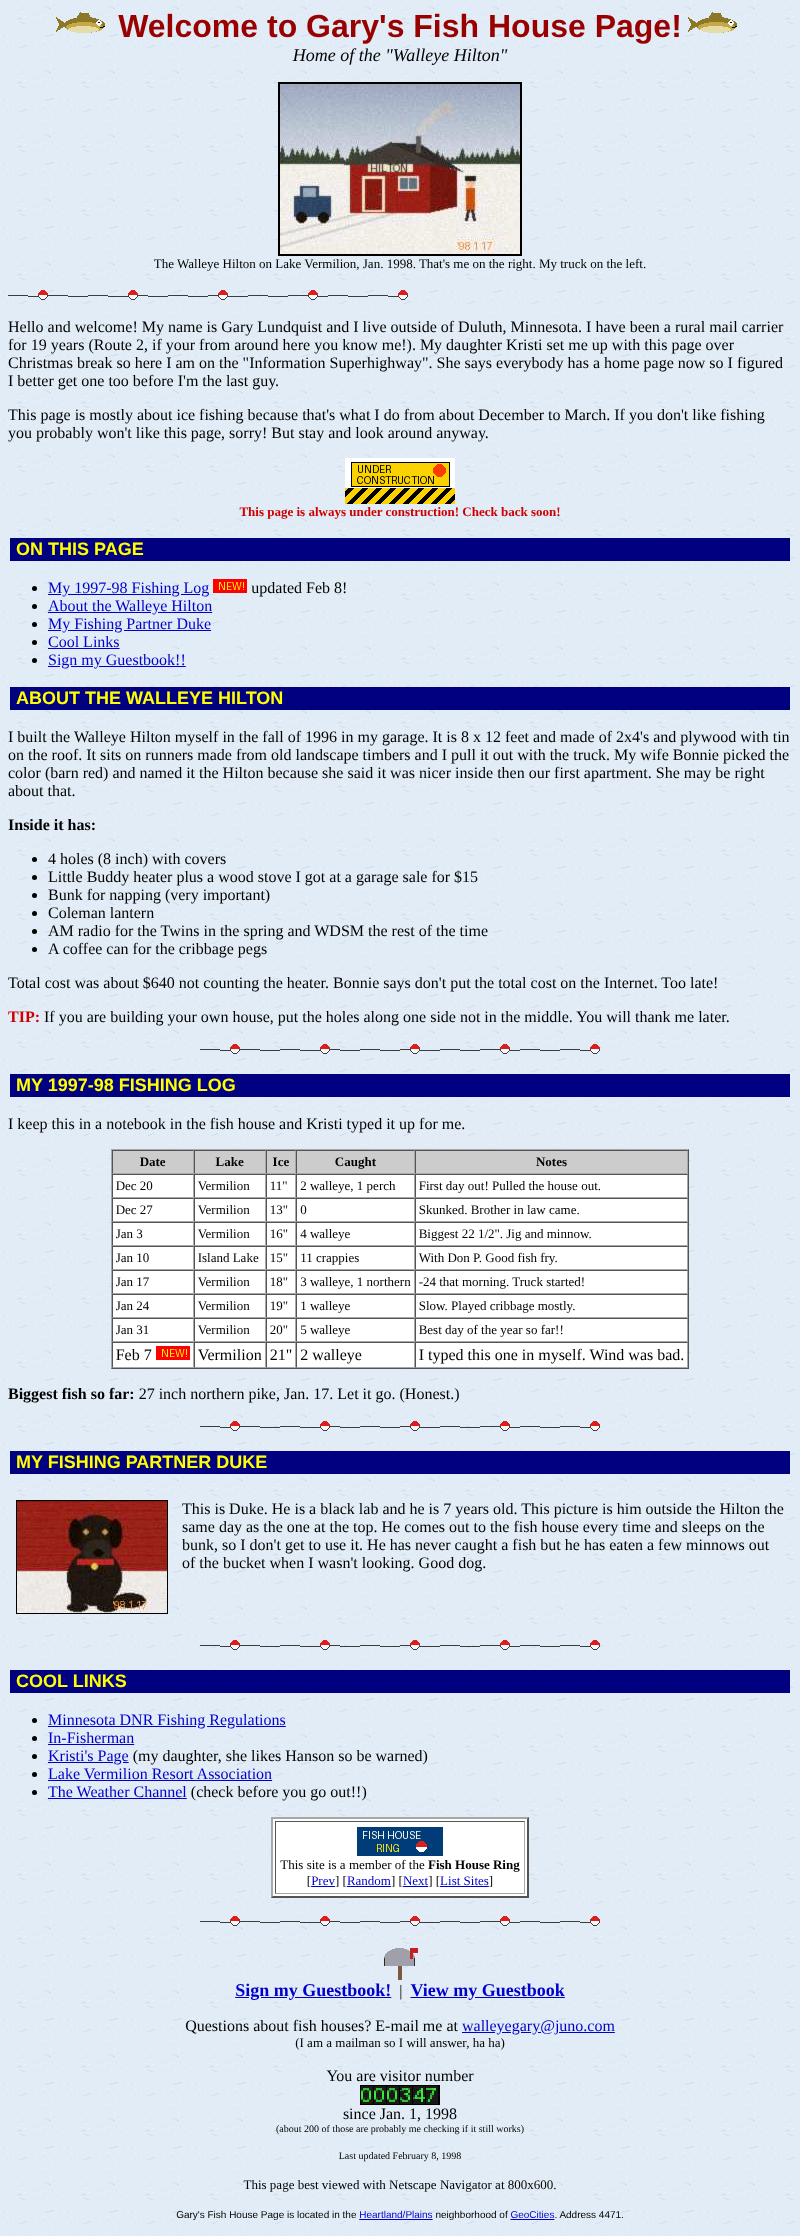 Welcome to Gary's Fish House Page!
Home of the "Walleye Hilton"
HILTON
'98 1 17
The Walleye Hilton on Lake Vermilion, Jan. 1998. That's me on the right. My truck on the left.
Hello and welcome! My name is Gary Lundquist and I live outside of Duluth, Minnesota. I have been a rural mail carrier
for 19 years (Route 2, if your from around here you know me!). My daughter Kristi set me up with this page over
Christmas break so here I am on the "Information Superhighway". She says everybody has a home page now so I figured
I better get one too before I'm the last guy.
This page is mostly about ice fishing because that's what I do from about December to March. If you don't like fishing
you probably won't like this page, sorry! But stay and look around anyway.
UNDER
CONSTRUCTION
This page is always under construction! Check back soon!
ON THIS PAGE
My 1997-98 Fishing Log NEW! updated Feb 8!
About the Walleye Hilton
My Fishing Partner Duke
Cool Links
Sign my Guestbook!!
ABOUT THE WALLEYE HILTON
I built the Walleye Hilton myself in the fall of 1996 in my garage. It is 8 x 12 feet and made of 2x4's and plywood with tin
on the roof. It sits on runners made from old landscape timbers and I pull it out with the truck. My wife Bonnie picked the
color (barn red) and named it the Hilton because she said it was nicer inside then our first apartment. She may be right
about that.
Inside it has:
4 holes (8 inch) with covers
Little Buddy heater plus a wood stove I got at a garage sale for $15
Bunk for napping (very important)
Coleman lantern
AM radio for the Twins in the spring and WDSM the rest of the time
A coffee can for the cribbage pegs
Total cost was about $640 not counting the heater. Bonnie says don't put the total cost on the Internet. Too late!
TIP: If you are building your own house, put the holes along one side not in the middle. You will thank me later.
MY 1997-98 FISHING LOG
I keep this in a notebook in the fish house and Kristi typed it up for me.
Date Lake Ice Caught Notes
Dec 20 Vermilion 11" 2 walleye, 1 perch First day out! Pulled the house out.
Dec 27 Vermilion 13" 0 Skunked. Brother in law came.
Jan 3 Vermilion 16" 4 walleye Biggest 22 1/2". Jig and minnow.
Jan 10 Island Lake 15" 11 crappies With Don P. Good fish fry.
Jan 17 Vermilion 18" 3 walleye, 1 northern -24 that morning. Truck started!
Jan 24 Vermilion 19" 1 walleye Slow. Played cribbage mostly.
Jan 31 Vermilion 20" 5 walleye Best day of the year so far!!
Feb 7 NEW! Vermilion 21" 2 walleye I typed this one in myself. Wind was bad.
Biggest fish so far: 27 inch northern pike, Jan. 17. Let it go. (Honest.)
MY FISHING PARTNER DUKE
This is Duke. He is a black lab and he is 7 years old. This picture is him outside the Hilton the
same day as the one at the top. He comes out to the fish house every time and sleeps on the
bunk, so I don't get to use it. He has never caught a fish but he has eaten a few minnows out
of the bucket when I wasn't looking. Good dog.
'98 1 17
COOL LINKS
Minnesota DNR Fishing Regulations
In-Fisherman
Kristi's Page (my daughter, she likes Hanson so be warned)
Lake Vermilion Resort Association
The Weather Channel (check before you go out!!)
FISH HOUSE
RING
This site is a member of the Fish House Ring
[Prev] [Random] [Next] [List Sites]
Sign my Guestbook! | View my Guestbook
Questions about fish houses? E-mail me at walleyegary@juno.com
(I am a mailman so I will answer, ha ha)
You are visitor number
000347
since Jan. 1, 1998
(about 200 of those are probably me checking if it still works)
Last updated February 8, 1998
This page best viewed with Netscape Navigator at 800x600.
Gary's Fish House Page is located in the Heartland/Plains neighborhood of GeoCities. Address 4471.